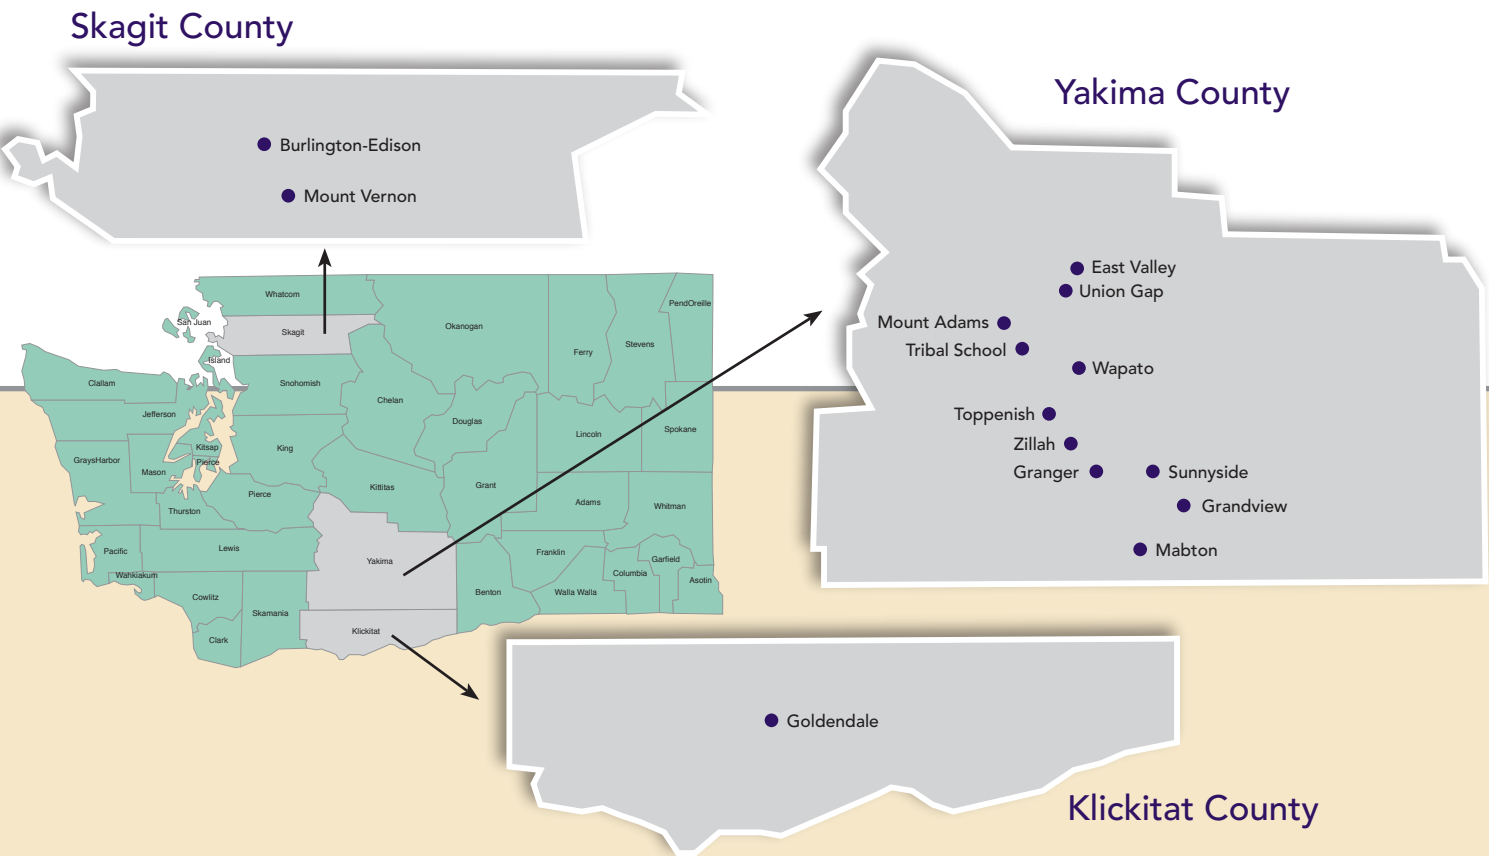 Skagit County
Burlington-Edison
Mount Vernon
Yakima County
East Valley
Union Gap
Mount Adams
Tribal School
Wapato
Toppenish
Zillah
Granger
Sunnyside
Grandview
Mabton
Whatcom
San Juan
Skagit
Island
Okanogan
PendOreille
Ferry
Stevens
Clallam
Snohomish
Chelan
Jefferson
Douglas
Lincoln
Spokane
Kitsap
King
GraysHarbor
Mason
Pierce
Kittitas
Grant
Pierce
Thurston
Adams
Whitman
Pacific
Lewis
Yakima
Franklin
Garfield
Wahkiakum
Columbia
Asotin
Cowlitz
Skamania
Benton
Walla Walla
Clark
Klickitat
Goldendale
Klickitat County